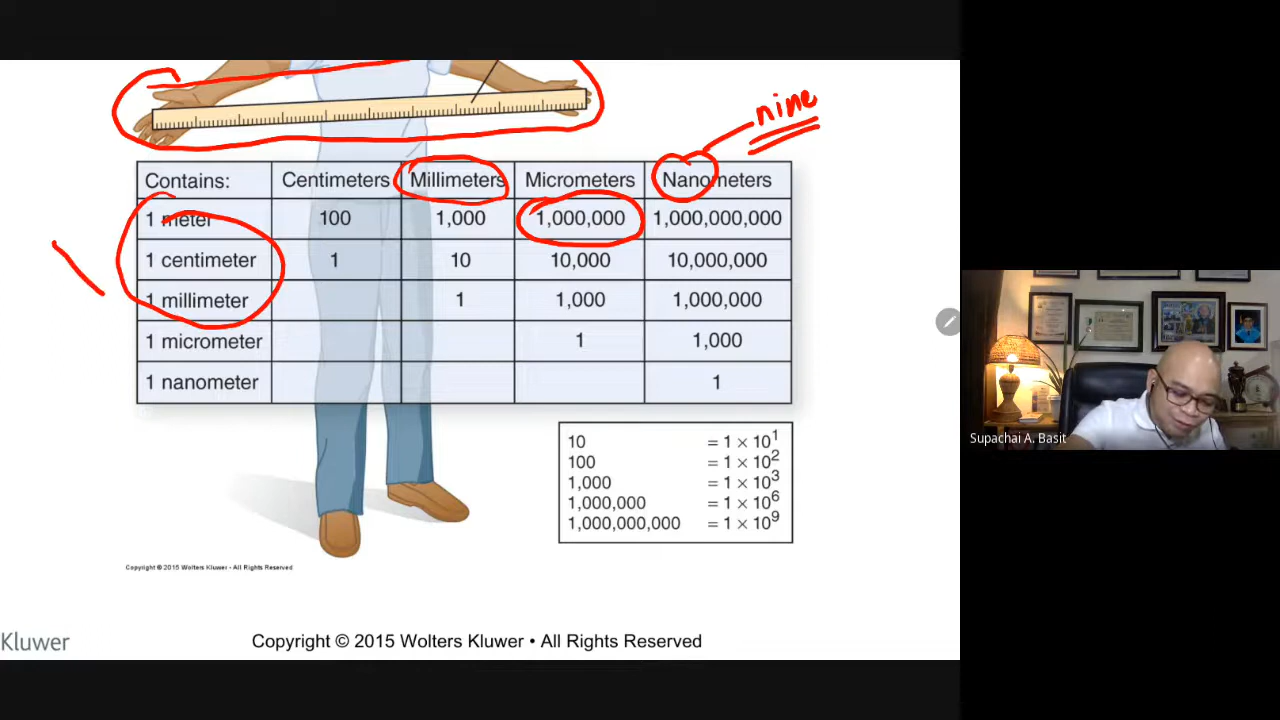 nine
Contains: Centimeters Millimeters Micrometers Nanometers
1 meter 100 1,000 1,000,000 1,000,000,000
1 centimeter 1 10 10,000 10,000,000
1 millimeter 1 1,000 1,000,000
1 micrometer 1 1,000
1 nanometer 1
10 = 1 × 10¹
100 = 1 × 10²
1,000 = 1 × 10³
1,000,000 = 1 × 10⁶
1,000,000,000 = 1 × 10⁹
Copyright © 2015 Wolters Kluwer • All Rights Reserved
Kluwer
Copyright © 2015 Wolters Kluwer • All Rights Reserved
Supachai A. Basit